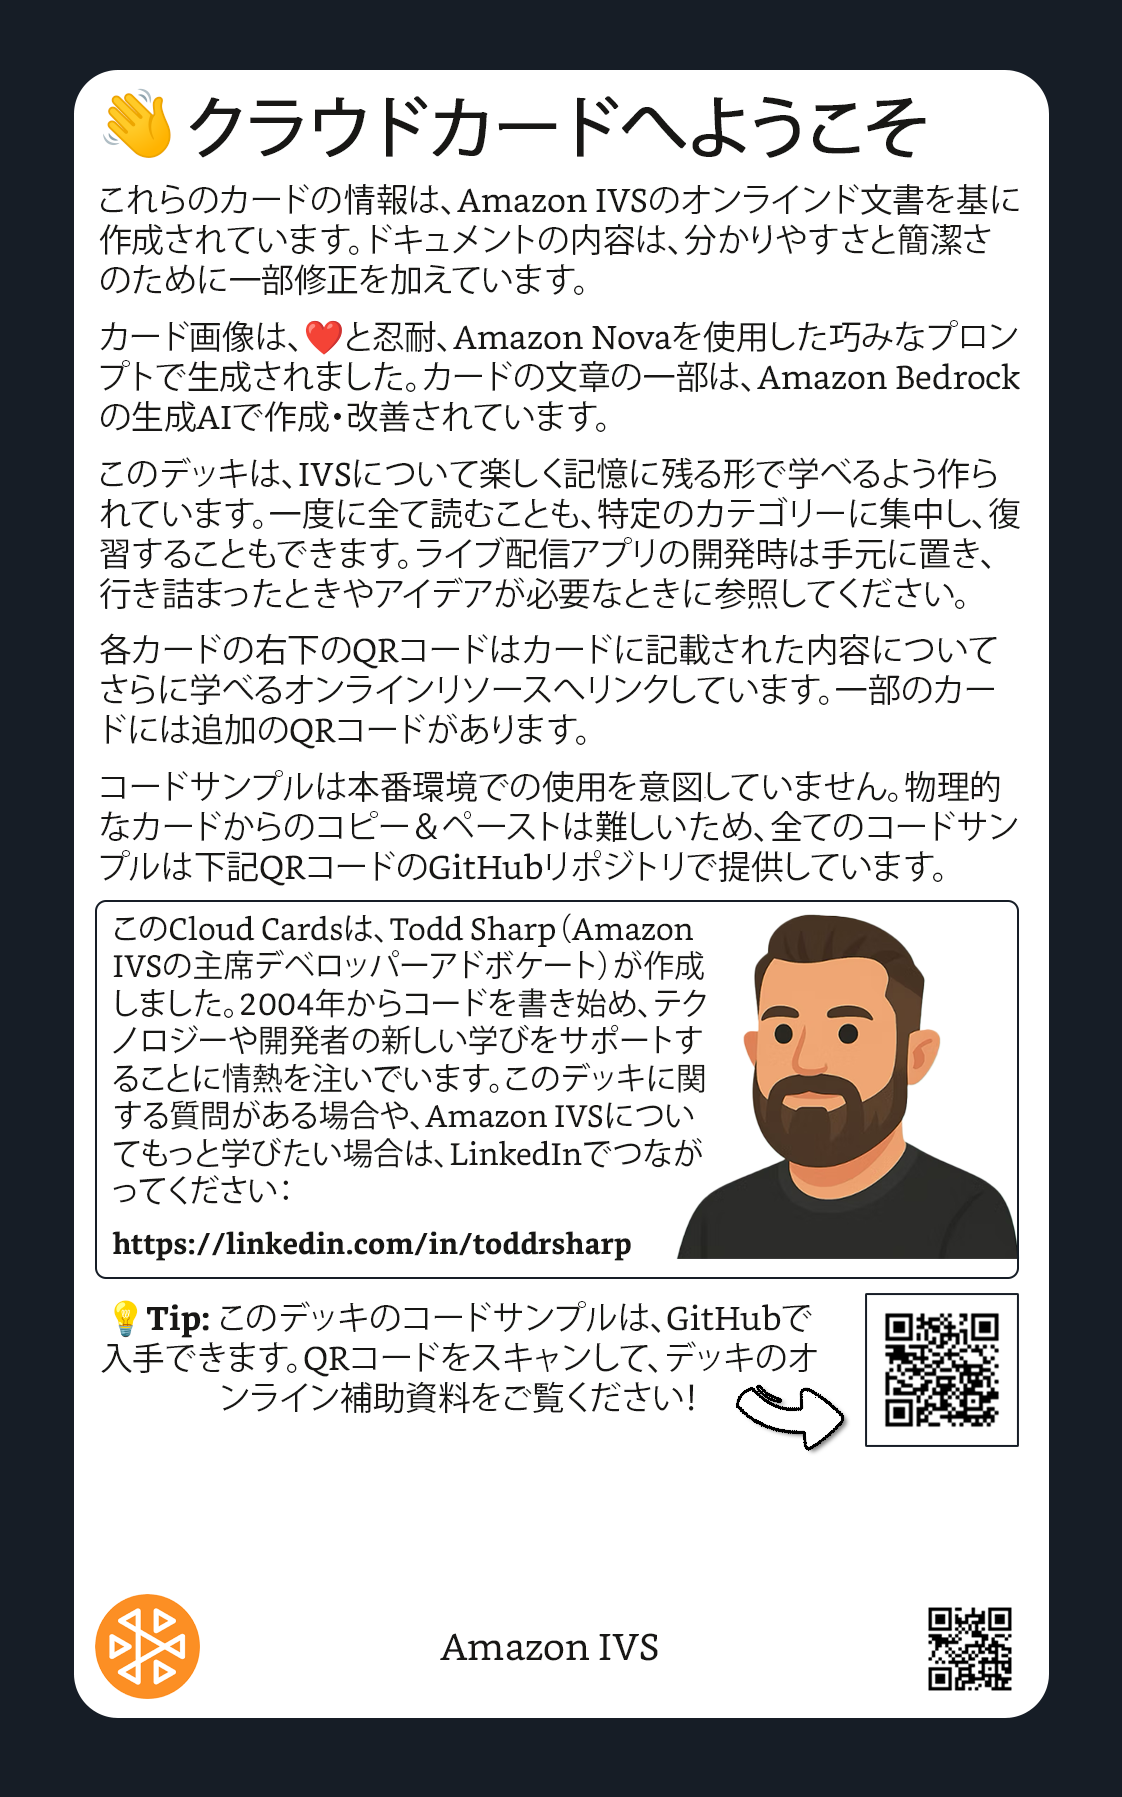 👋クラウドカードへようこそ
これらのカードの情報は、Amazon IVSのオンラインド文書を基に
作成されています。ドキュメントの内容は、分かりやすさと簡潔さ
のために一部修正を加えています。
カード画像は、❤️と忍耐、Amazon Novaを使用した巧みなプロン
プトで生成されました。カードの文章の一部は、Amazon Bedrock
の生成AIで作成・改善されています。
このデッキは、IVSについて楽しく記憶に残る形で学べるよう作ら
れています。一度に全て読むことも、特定のカテゴリーに集中し、復
習することもできます。ライブ配信アプリの開発時は手元に置き、
行き詰まったときやアイデアが必要なときに参照してください。
各カードの右下のQRコードはカードに記載された内容について
さらに学べるオンラインリソースへリンクしています。一部のカー
ドには追加のQRコードがあります。
コードサンプルは本番環境での使用を意図していません。物理的
なカードからのコピー＆ペーストは難しいため、全てのコードサン
プルは下記QRコードのGitHubリポジトリで提供しています。
このCloud Cardsは、Todd Sharp（Amazon
IVSの主席デベロッパーアドボケート）が作成
しました。2004年からコードを書き始め、テク
ノロジーや開発者の新しい学びをサポートす
ることに情熱を注いでいます。このデッキに関
する質問がある場合や、Amazon IVSについ
てもっと学びたい場合は、LinkedInでつなが
ってください：
https://linkedin.com/in/toddrsharp
💡Tip: このデッキのコードサンプルは、GitHubで
入手できます。QRコードをスキャンして、デッキのオ
ンライン補助資料をご覧ください！
Amazon IVS